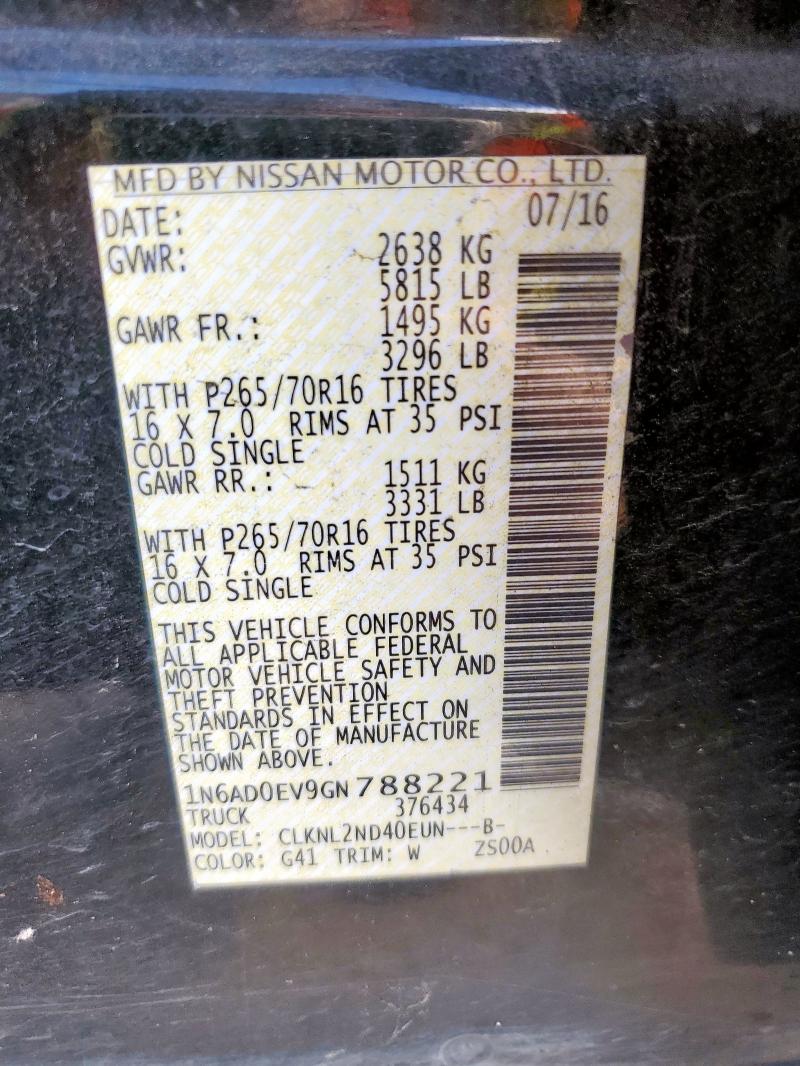 MFD BY NISSAN MOTOR CO., LTD.
DATE: 07/16
GVWR: 2638 KG
5815 LB
GAWR FR.: 1495 KG
3296 LB
WITH P265/70R16 TIRES
16 X 7.0 RIMS AT 35 PSI
COLD SINGLE
GAWR RR.: 1511 KG
3331 LB
WITH P265/70R16 TIRES
16 X 7.0 RIMS AT 35 PSI
COLD SINGLE
THIS VEHICLE CONFORMS TO
ALL APPLICABLE FEDERAL
MOTOR VEHICLE SAFETY AND
THEFT PREVENTION
STANDARDS IN EFFECT ON
THE DATE OF MANUFACTURE
SHOWN ABOVE.
1N6AD0EV9GN788221
TRUCK 376434
MODEL: CLKNL2ND40EUN---B-
COLOR: G41 TRIM: W ZS00A